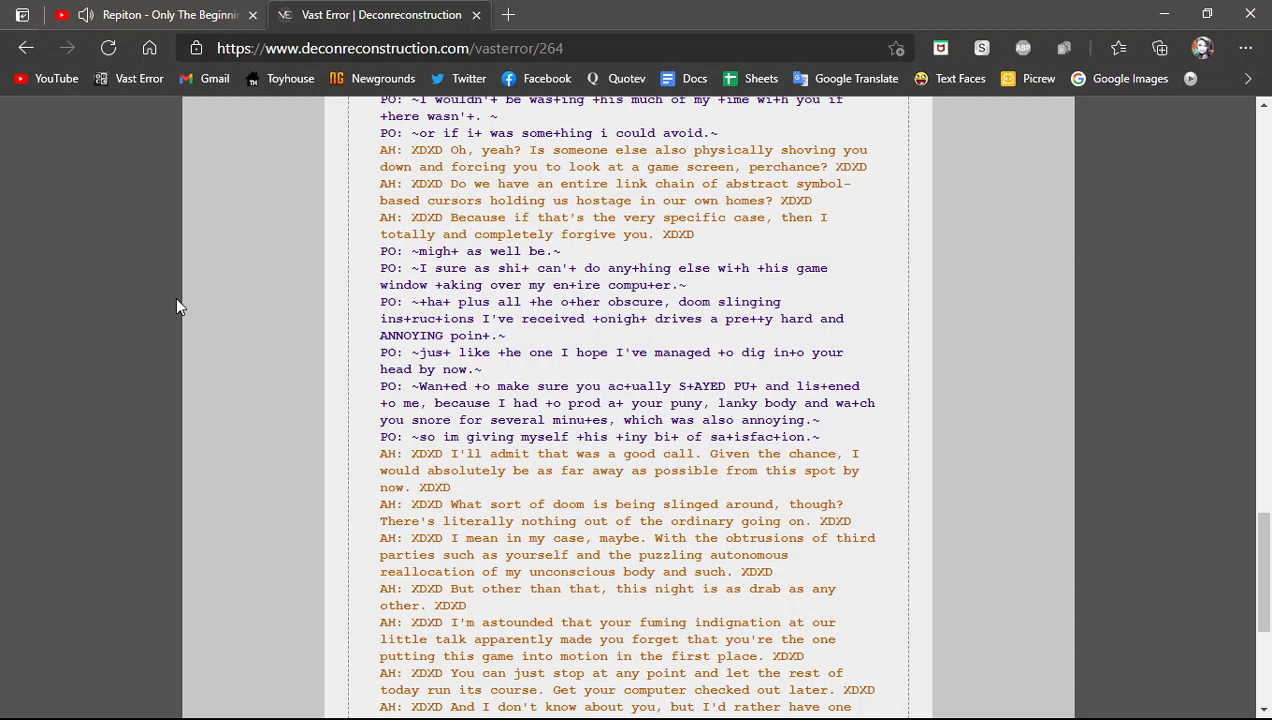 Repiton - Only The Beginni
Vast Error | Deconreconstruction
https://www.deconreconstruction.com/vasterror/264
YouTube
Vast Error
Gmail
TH
Toyhouse
NG
Newgrounds
Twitter
Facebook
Quotev
Docs
Sheets
Google Translate
Text Faces
Picrew
Google Images
PO: ~I wouldn'+ be was+ing +his much of my +ime wi+h you if
+here wasn'+. ~
PO: ~or if i+ was some+hing i could avoid.~
AH: XDXD Oh, yeah? Is someone else also physically shoving you
down and forcing you to look at a game screen, perchance? XDXD
AH: XDXD Do we have an entire link chain of abstract symbol-
based cursors holding us hostage in our own homes? XDXD
AH: XDXD Because if that's the very specific case, then I
totally and completely forgive you. XDXD
PO: ~migh+ as well be.~
PO: ~I sure as shi+ can'+ do any+hing else wi+h +his game
window +aking over my en+ire compu+er.~
PO: ~+ha+ plus all +he o+her obscure, doom slinging
ins+ruc+ions I've received +onigh+ drives a pre++y hard and
ANNOYING poin+.~
PO: ~jus+ like +he one I hope I've managed +o dig in+o your
head by now.~
PO: ~Wan+ed +o make sure you ac+ually S+AYED PU+ and lis+ened
+o me, because I had +o prod a+ your puny, lanky body and wa+ch
you snore for several minu+es, which was also annoying.~
PO: ~so im giving myself +his +iny bi+ of sa+isfac+ion.~
AH: XDXD I'll admit that was a good call. Given the chance, I
would absolutely be as far away as possible from this spot by
now. XDXD
AH: XDXD What sort of doom is being slinged around, though?
There's literally nothing out of the ordinary going on. XDXD
AH: XDXD I mean in my case, maybe. With the obtrusions of third
parties such as yourself and the puzzling autonomous
reallocation of my unconscious body and such. XDXD
AH: XDXD But other than that, this night is as drab as any
other. XDXD
AH: XDXD I'm astounded that your fuming indignation at our
little talk apparently made you forget that you're the one
putting this game into motion in the first place. XDXD
AH: XDXD You can just stop at any point and let the rest of
today run its course. Get your computer checked out later. XDXD
AH: XDXD And I don't know about you, but I'd rather have one